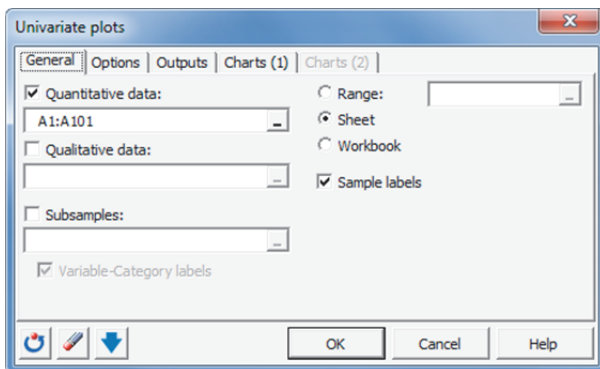 Univariate plots
General Options Outputs Charts (1) Charts (2)
Quantitative data:
A1:A101
Qualitative data:
Subsamples:
Variable-Category labels
Range:
Sheet
Workbook
Sample labels
OK Cancel Help